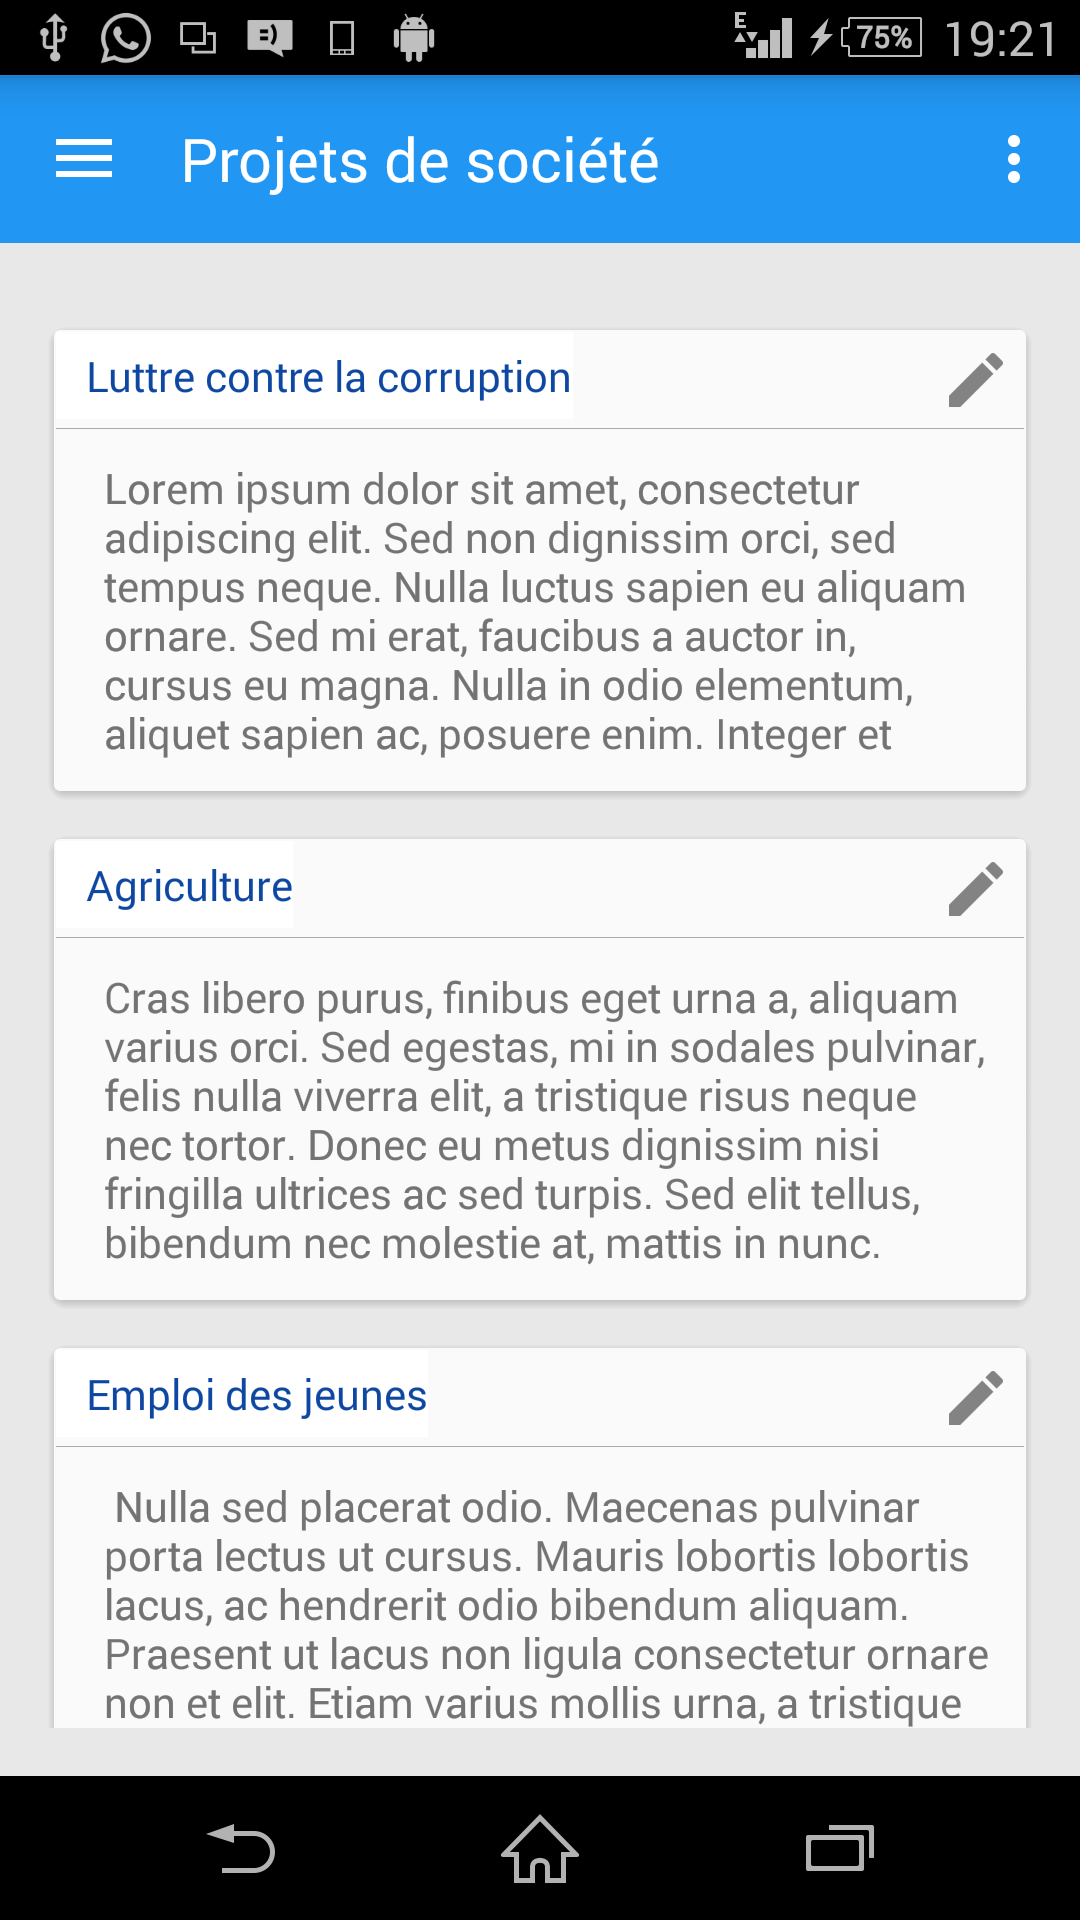 E 75% 19:21
Projets de société
Luttre contre la corruption
Lorem ipsum dolor sit amet, consectetur
adipiscing elit. Sed non dignissim orci, sed
tempus neque. Nulla luctus sapien eu aliquam
ornare. Sed mi erat, faucibus a auctor in,
cursus eu magna. Nulla in odio elementum,
aliquet sapien ac, posuere enim. Integer et
Agriculture
Cras libero purus, finibus eget urna a, aliquam
varius orci. Sed egestas, mi in sodales pulvinar,
felis nulla viverra elit, a tristique risus neque
nec tortor. Donec eu metus dignissim nisi
fringilla ultrices ac sed turpis. Sed elit tellus,
bibendum nec molestie at, mattis in nunc.
Emploi des jeunes
Nulla sed placerat odio. Maecenas pulvinar
porta lectus ut cursus. Mauris lobortis lobortis
lacus, ac hendrerit odio bibendum aliquam.
Praesent ut lacus non ligula consectetur ornare
non et elit. Etiam varius mollis urna, a tristique